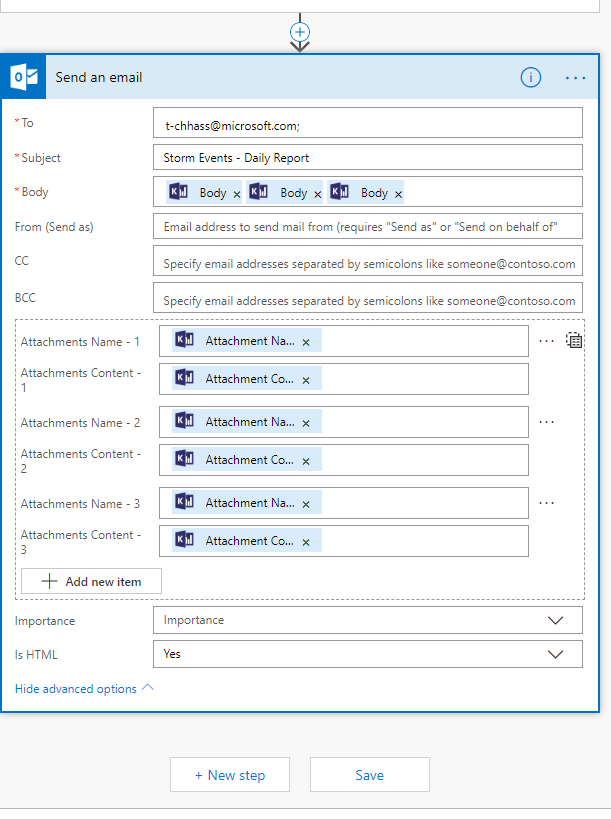 Send an email
* To
t-chhass@microsoft.com;
* Subject
Storm Events - Daily Report
* Body
Body × Body × Body ×
From (Send as)
Email address to send mail from (requires "Send as" or "Send on behalf of"
CC
Specify email addresses separated by semicolons like someone@contoso.com
BCC
Specify email addresses separated by semicolons like someone@contoso.com
Attachments Name - 1
Attachment Na... ×
Attachments Content -
1
Attachment Co... ×
Attachments Name - 2
Attachment Na... ×
Attachments Content -
2
Attachment Co... ×
Attachments Name - 3
Attachment Na... ×
Attachments Content -
3
Attachment Co... ×
Add new item
Importance
Importance
Is HTML
Yes
Hide advanced options
+ New step
Save